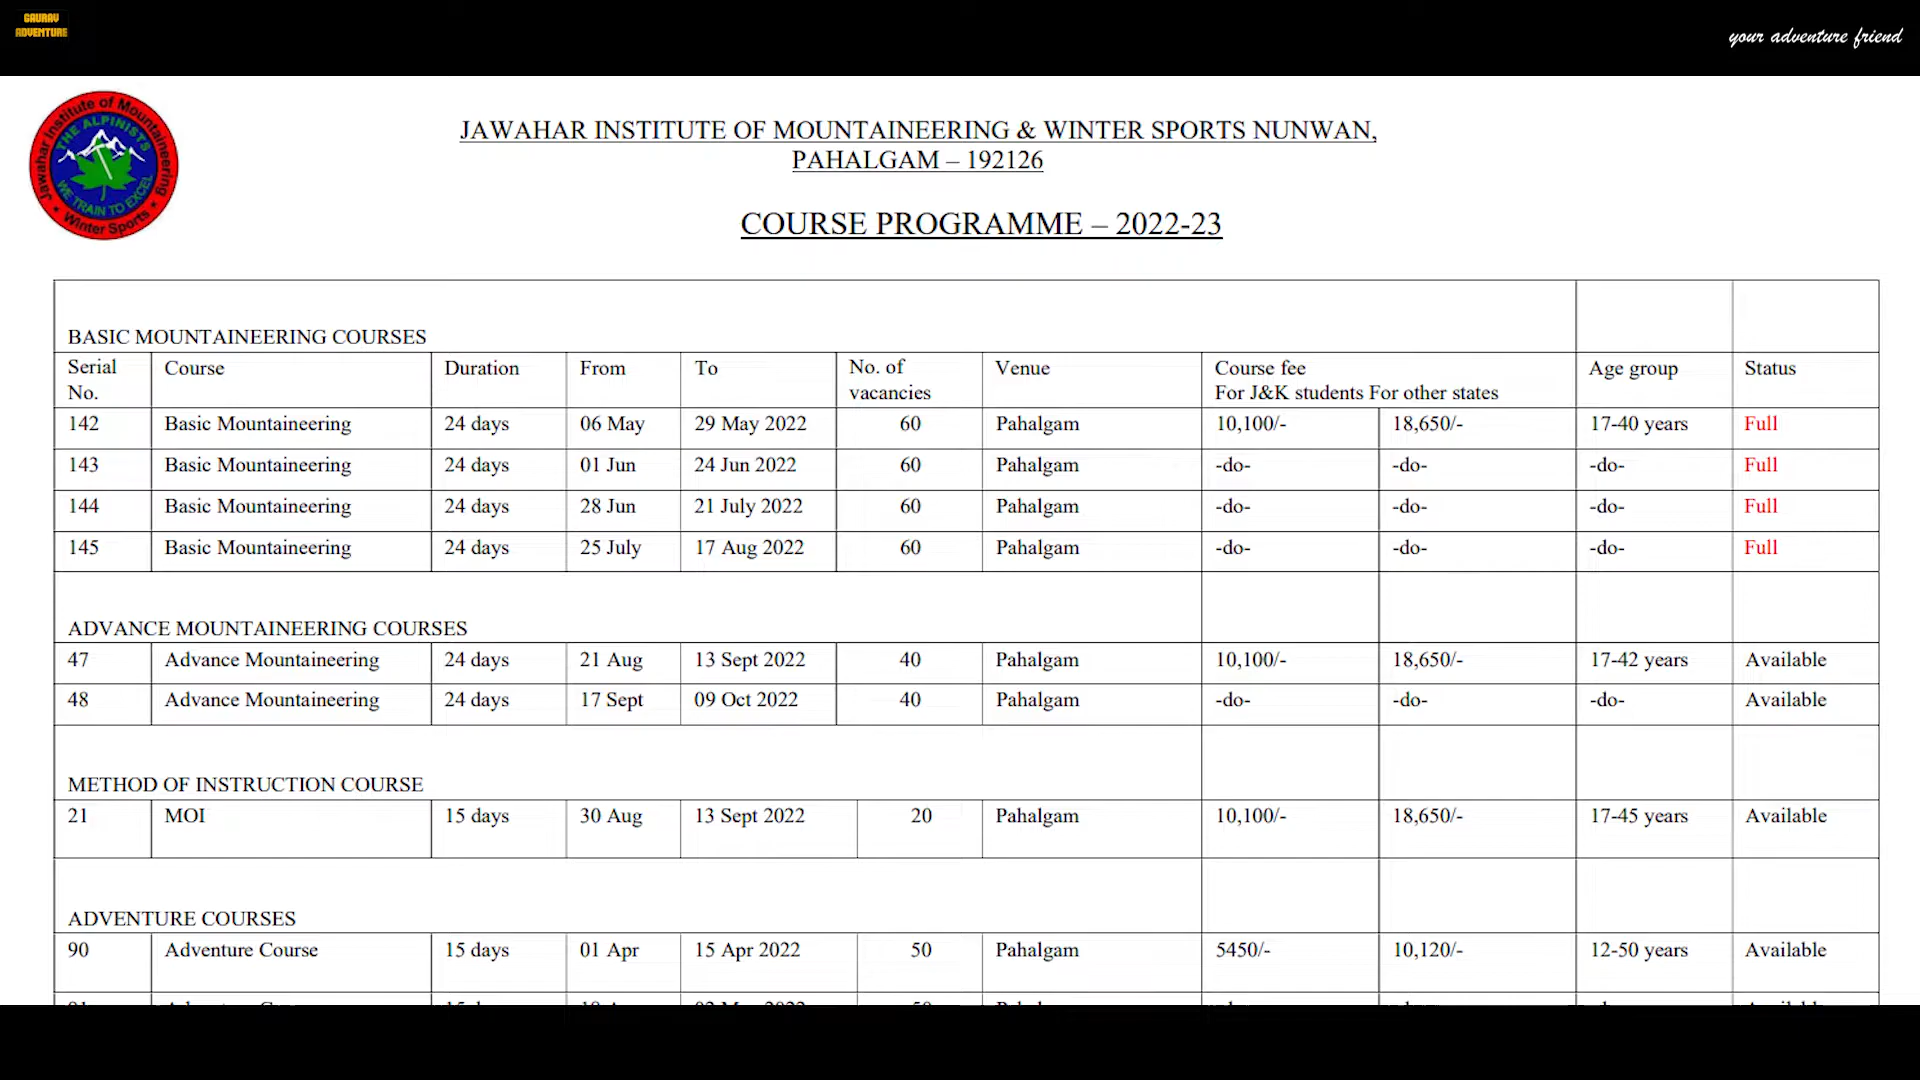 GAURAV
ADVENTURE
your adventure friend
Jawahar Institute of Mountaineering
THE ALPINISTS
WE TRAIN TO EXCEL
Winter Sports
JAWAHAR INSTITUTE OF MOUNTAINEERING & WINTER SPORTS NUNWAN,
PAHALGAM – 192126
COURSE PROGRAMME – 2022-23
BASIC MOUNTAINEERING COURSES
Serial No. Course Duration From To No. of vacancies Venue Course fee For J&K students For other states Age group Status
142 Basic Mountaineering 24 days 06 May 29 May 2022 60 Pahalgam 10,100/- 18,650/- 17-40 years Full
143 Basic Mountaineering 24 days 01 Jun 24 Jun 2022 60 Pahalgam -do- -do- -do- Full
144 Basic Mountaineering 24 days 28 Jun 21 July 2022 60 Pahalgam -do- -do- -do- Full
145 Basic Mountaineering 24 days 25 July 17 Aug 2022 60 Pahalgam -do- -do- -do- Full
ADVANCE MOUNTAINEERING COURSES
47 Advance Mountaineering 24 days 21 Aug 13 Sept 2022 40 Pahalgam 10,100/- 18,650/- 17-42 years Available
48 Advance Mountaineering 24 days 17 Sept 09 Oct 2022 40 Pahalgam -do- -do- -do- Available
METHOD OF INSTRUCTION COURSE
21 MOI 15 days 30 Aug 13 Sept 2022 20 Pahalgam 10,100/- 18,650/- 17-45 years Available
ADVENTURE COURSES
90 Adventure Course 15 days 01 Apr 15 Apr 2022 50 Pahalgam 5450/- 10,120/- 12-50 years Available